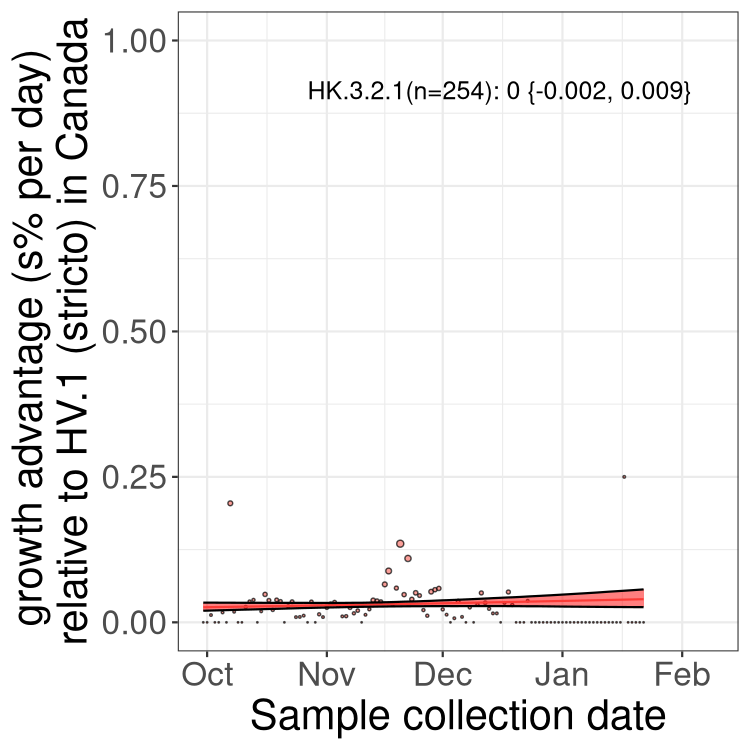 growth advantage (s% per day)
relative to HV.1 (stricto) in Canada
1.00
0.75
0.50
0.25
0.00
HK.3.2.1(n=254): 0 {-0.002, 0.009}
Oct
Nov
Dec
Jan
Feb
Sample collection date